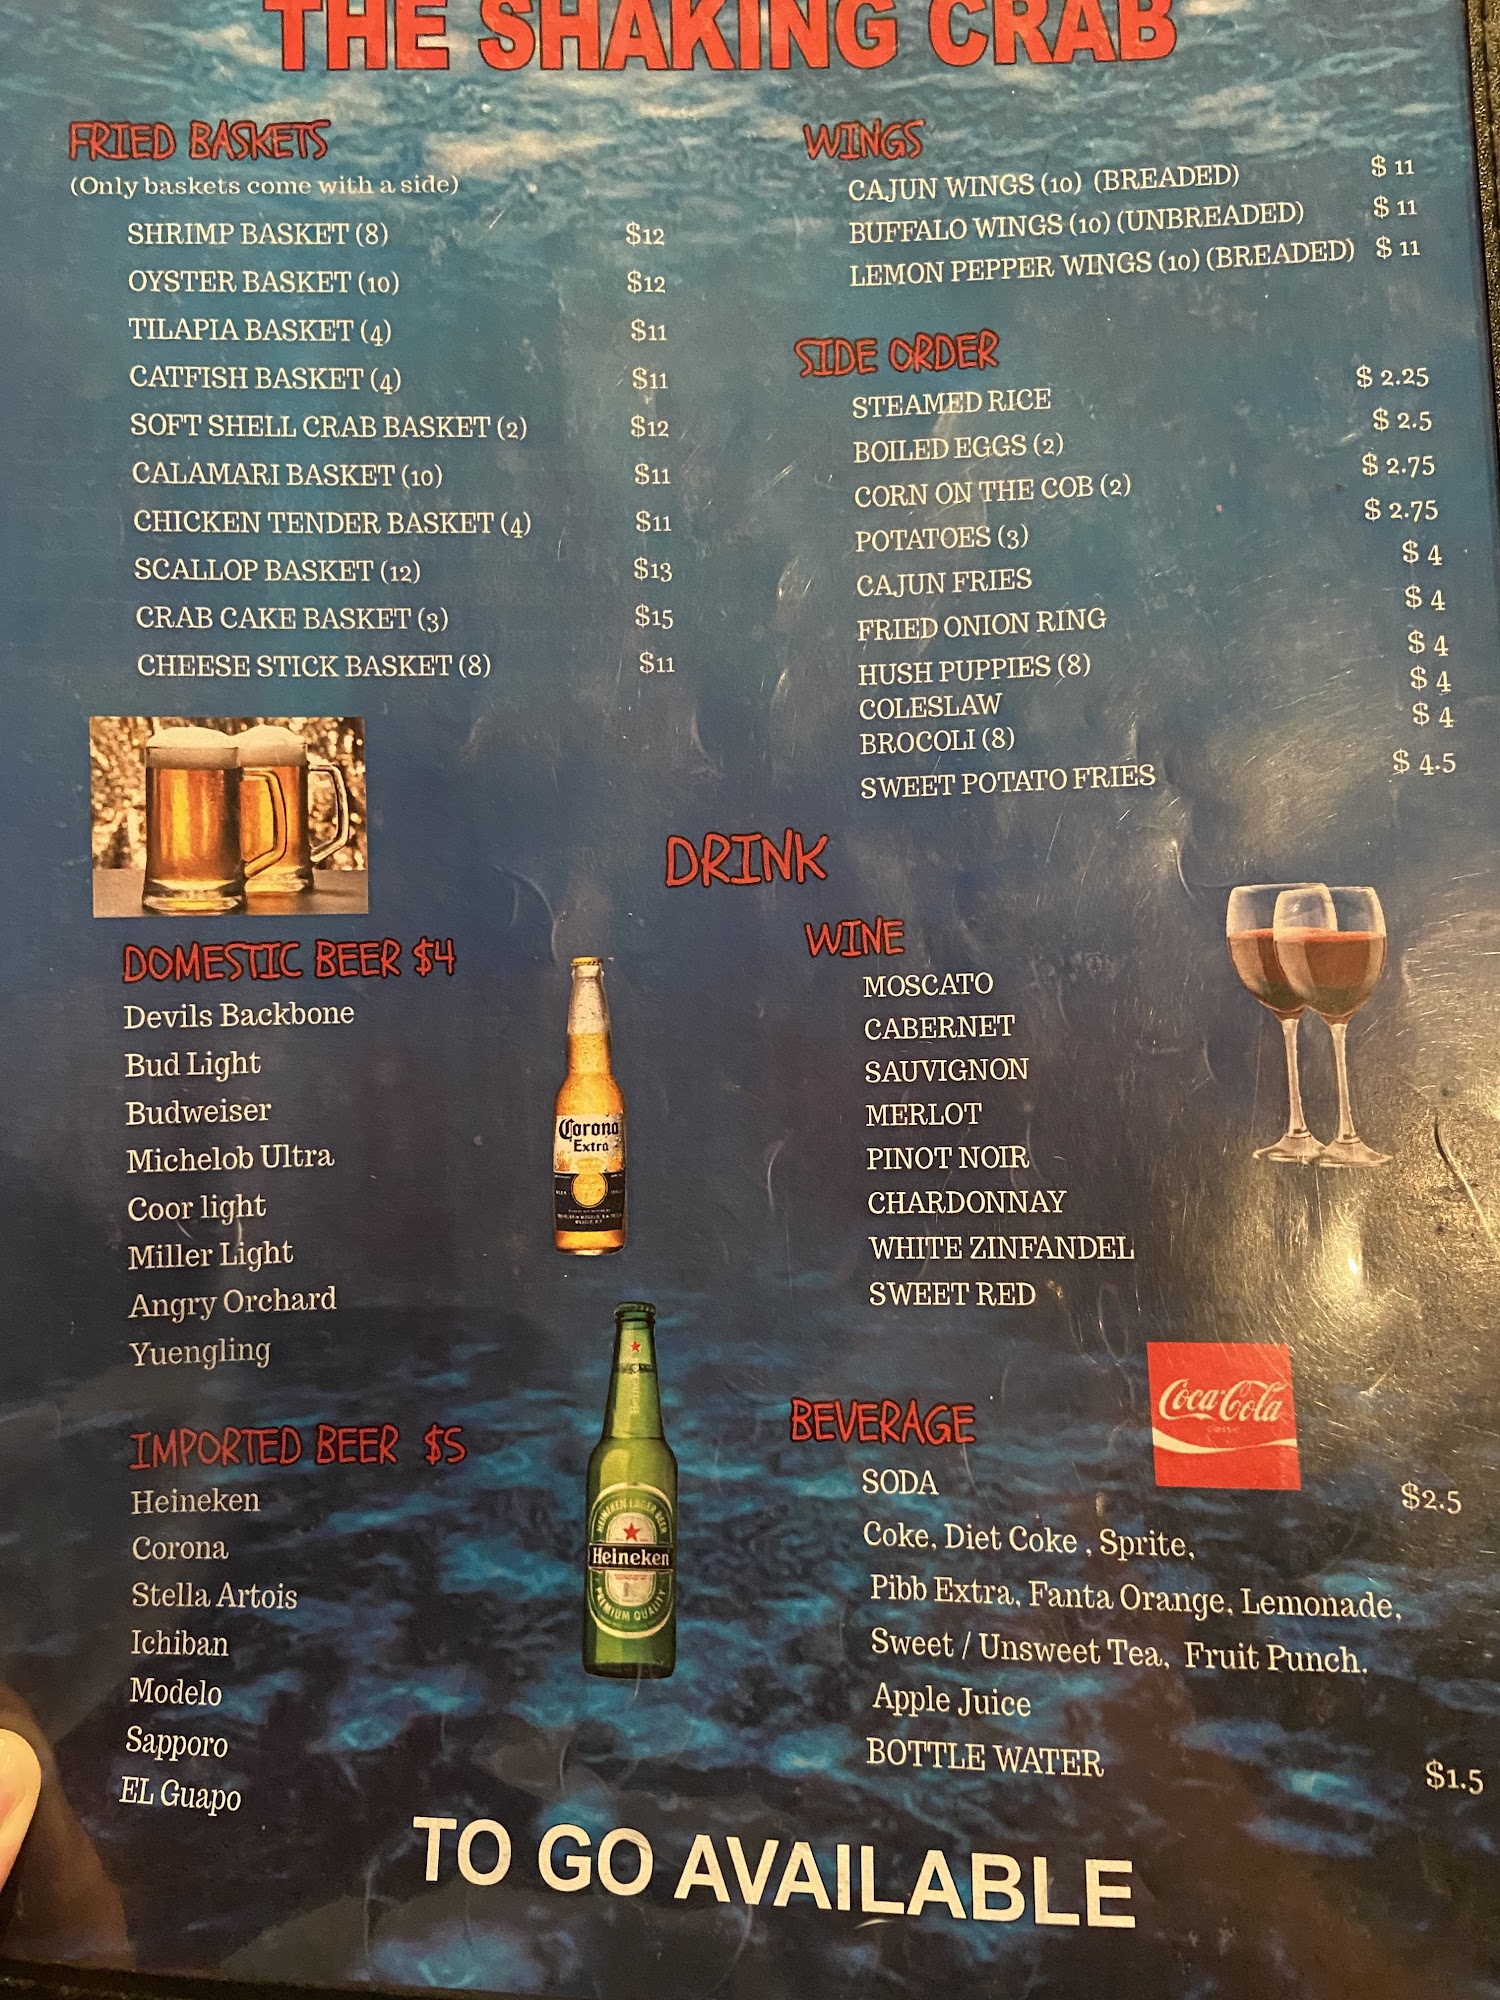 THE SHAKING CRAB
FRIED BASKETS
(Only baskets come with a side)
SHRIMP BASKET (8) $12
OYSTER BASKET (10) $12
TILAPIA BASKET (4) $11
CATFISH BASKET (4) $11
SOFT SHELL CRAB BASKET (2) $12
CALAMARI BASKET (10) $11
CHICKEN TENDER BASKET (4) $11
SCALLOP BASKET (12) $13
CRAB CAKE BASKET (3) $15
CHEESE STICK BASKET (8) $11
WINGS
CAJUN WINGS (10) (BREADED) $ 11
BUFFALO WINGS (10) (UNBREADED) $ 11
LEMON PEPPER WINGS (10) (BREADED) $ 11
SIDE ORDER
STEAMED RICE $ 2.25
BOILED EGGS (2) $ 2.5
CORN ON THE COB (2) $ 2.75
POTATOES (3) $ 2.75
CAJUN FRIES $ 4
FRIED ONION RING $ 4
HUSH PUPPIES (8) $ 4
COLESLAW $ 4
BROCOLI (8) $ 4
SWEET POTATO FRIES $ 4.5
DRINK
DOMESTIC BEER $4
Devils Backbone
Bud Light
Budweiser
Michelob Ultra
Coor light
Miller Light
Angry Orchard
Yuengling
IMPORTED BEER $5
Heineken
Corona
Stella Artois
Ichiban
Modelo
Sapporo
EL Guapo
Corona
Extra
HEINEKEN LAGER BEER
Heineken
PREMIUM QUALITY
WINE
MOSCATO
CABERNET
SAUVIGNON
MERLOT
PINOT NOIR
CHARDONNAY
WHITE ZINFANDEL
SWEET RED
Coca-Cola
BEVERAGE
SODA $2.5
Coke, Diet Coke , Sprite,
Pibb Extra, Fanta Orange, Lemonade,
Sweet / Unsweet Tea, Fruit Punch.
Apple Juice
BOTTLE WATER $1.5
TO GO AVAILABLE